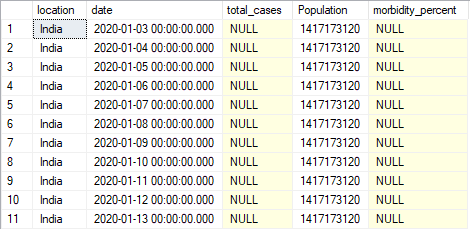 location date total_cases Population morbidity_percent
1 India 2020-01-03 00:00:00.000 NULL 1417173120 NULL
2 India 2020-01-04 00:00:00.000 NULL 1417173120 NULL
3 India 2020-01-05 00:00:00.000 NULL 1417173120 NULL
4 India 2020-01-06 00:00:00.000 NULL 1417173120 NULL
5 India 2020-01-07 00:00:00.000 NULL 1417173120 NULL
6 India 2020-01-08 00:00:00.000 NULL 1417173120 NULL
7 India 2020-01-09 00:00:00.000 NULL 1417173120 NULL
8 India 2020-01-10 00:00:00.000 NULL 1417173120 NULL
9 India 2020-01-11 00:00:00.000 NULL 1417173120 NULL
10 India 2020-01-12 00:00:00.000 NULL 1417173120 NULL
11 India 2020-01-13 00:00:00.000 NULL 1417173120 NULL